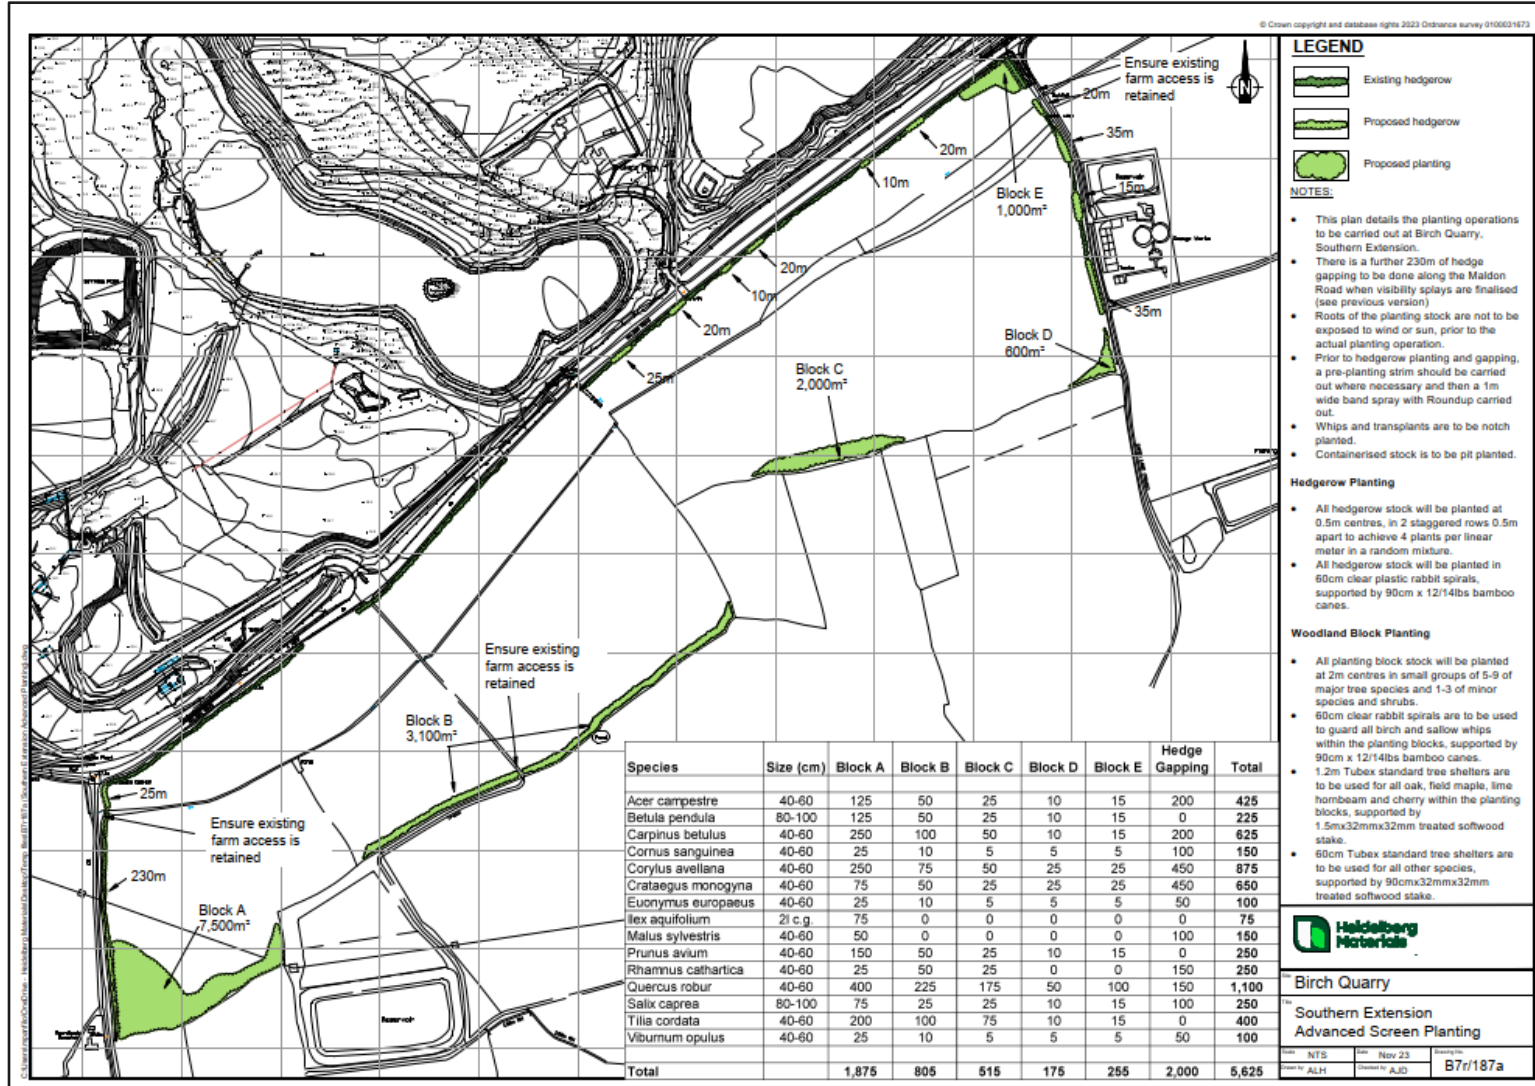 © Crown copyright and database rights 2023 Ordnance survey 0100031673
Ensure existing
farm access is
retained
20m
35m
20m
10m
Block E
1,000m²
Reservoir
15m
20m
10m
20m
35m
25m
Block D
600m²
Block C
2,000m²
Ensure existing
farm access is
retained
Block B
3,100m²
25m
Ensure existing
farm access is
retained
230m
Block A
7,500m²
Reservoir
Species Size (cm) Block A Block B Block C Block D Block E Hedge Gapping Total
Acer campestre 40-60 125 50 25 10 15 200 425
Betula pendula 80-100 125 50 25 10 15 0 225
Carpinus betulus 40-60 250 100 50 10 15 200 625
Cornus sanguinea 40-60 25 10 5 5 5 100 150
Corylus avellana 40-60 250 75 50 25 25 450 875
Crataegus monogyna 40-60 75 50 25 25 25 450 650
Euonymus europaeus 40-60 25 10 5 5 5 50 100
Ilex aquifolium 2l c.g. 75 0 0 0 0 0 75
Malus sylvestris 40-60 50 0 0 0 0 100 150
Prunus avium 40-60 150 50 25 10 15 0 250
Rhamnus cathartica 40-60 25 50 25 0 0 150 250
Quercus robur 40-60 400 225 175 50 100 150 1,100
Salix caprea 80-100 75 25 25 10 15 100 250
Tilia cordata 40-60 200 100 75 10 15 0 400
Viburnum opulus 40-60 25 10 5 5 5 50 100
Total 1,875 805 515 175 255 2,000 5,625
LEGEND
Existing hedgerow
Proposed hedgerow
Proposed planting
NOTES:
• This plan details the planting operations
to be carried out at Birch Quarry,
Southern Extension.
• There is a further 230m of hedge
gapping to be done along the Maldon
Road when visibility splays are finalised
(see previous version)
• Roots of the planting stock are not to be
exposed to wind or sun, prior to the
actual planting operation.
• Prior to hedgerow planting and gapping,
a pre-planting strim should be carried
out where necessary and then a 1m
wide band spray with Roundup carried
out.
• Whips and transplants are to be notch
planted.
• Containerised stock is to be pit planted.
Hedgerow Planting
• All hedgerow stock will be planted at
0.5m centres, in 2 staggered rows 0.5m
apart to achieve 4 plants per linear
meter in a random mixture.
• All hedgerow stock will be planted in
60cm clear plastic rabbit spirals,
supported by 90cm x 12/14lbs bamboo
canes.
Woodland Block Planting
• All planting block stock will be planted
at 2m centres in small groups of 5-9 of
major tree species and 1-3 of minor
species and shrubs.
• 60cm clear rabbit spirals are to be used
to guard all birch and sallow whips
within the planting blocks, supported by
90cm x 12/14lbs bamboo canes.
• 1.2m Tubex standard tree shelters are
to be used for all oak, field maple, lime
hornbeam and cherry within the planting
blocks, supported by
1.5mx32mmx32mm treated softwood
stake.
• 60cm Tubex standard tree shelters are
to be used for all other species,
supported by 90cmx32mmx32mm
treated softwood stake.
Heidelberg
Materials
Birch Quarry
Southern Extension
Advanced Screen Planting
NTS
Date Nov 23
Drawing No.
Drawn by ALH
Checked by AJD
B7r/187a